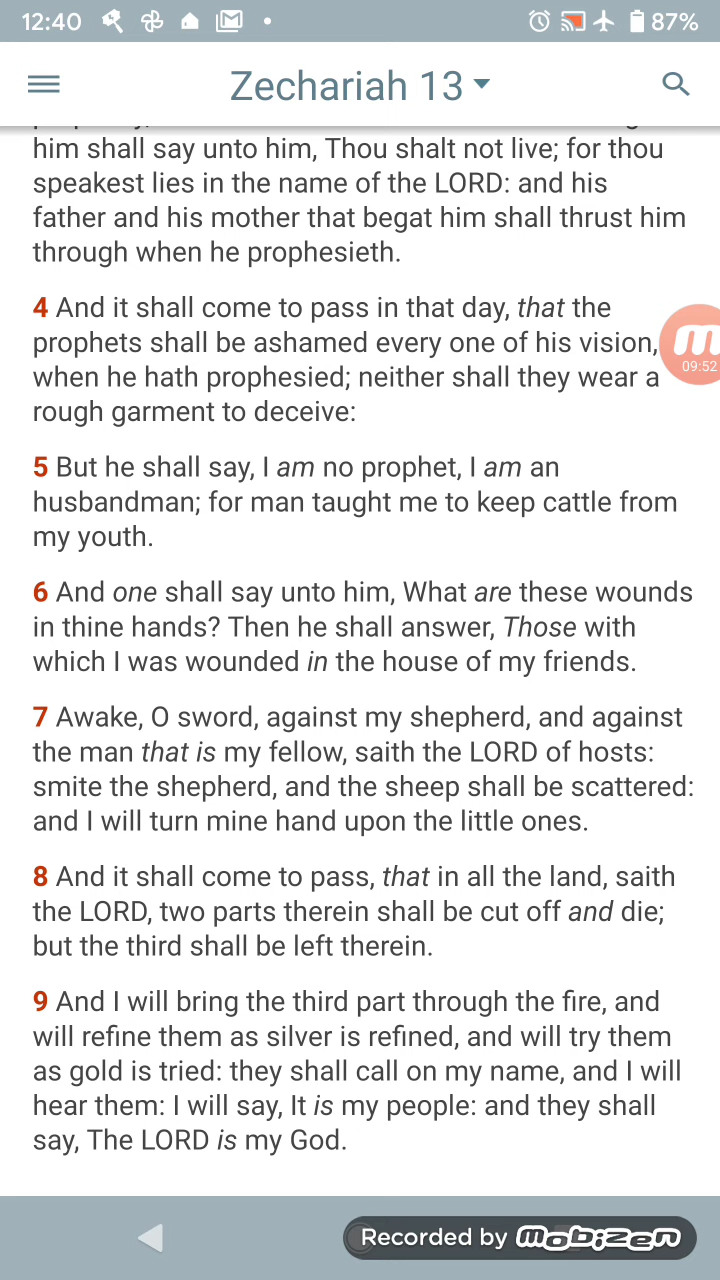 12:40
87%
Zechariah 13
him shall say unto him, Thou shalt not live; for thou
speakest lies in the name of the LORD: and his
father and his mother that begat him shall thrust him
through when he prophesieth.
4 And it shall come to pass in that day, that the
prophets shall be ashamed every one of his vision,
when he hath prophesied; neither shall they wear a
rough garment to deceive:
5 But he shall say, I am no prophet, I am an
husbandman; for man taught me to keep cattle from
my youth.
6 And one shall say unto him, What are these wounds
in thine hands? Then he shall answer, Those with
which I was wounded in the house of my friends.
7 Awake, O sword, against my shepherd, and against
the man that is my fellow, saith the LORD of hosts:
smite the shepherd, and the sheep shall be scattered:
and I will turn mine hand upon the little ones.
8 And it shall come to pass, that in all the land, saith
the LORD, two parts therein shall be cut off and die;
but the third shall be left therein.
9 And I will bring the third part through the fire, and
will refine them as silver is refined, and will try them
as gold is tried: they shall call on my name, and I will
hear them: I will say, It is my people: and they shall
say, The LORD is my God.
m
09:52
Recorded by mobizen